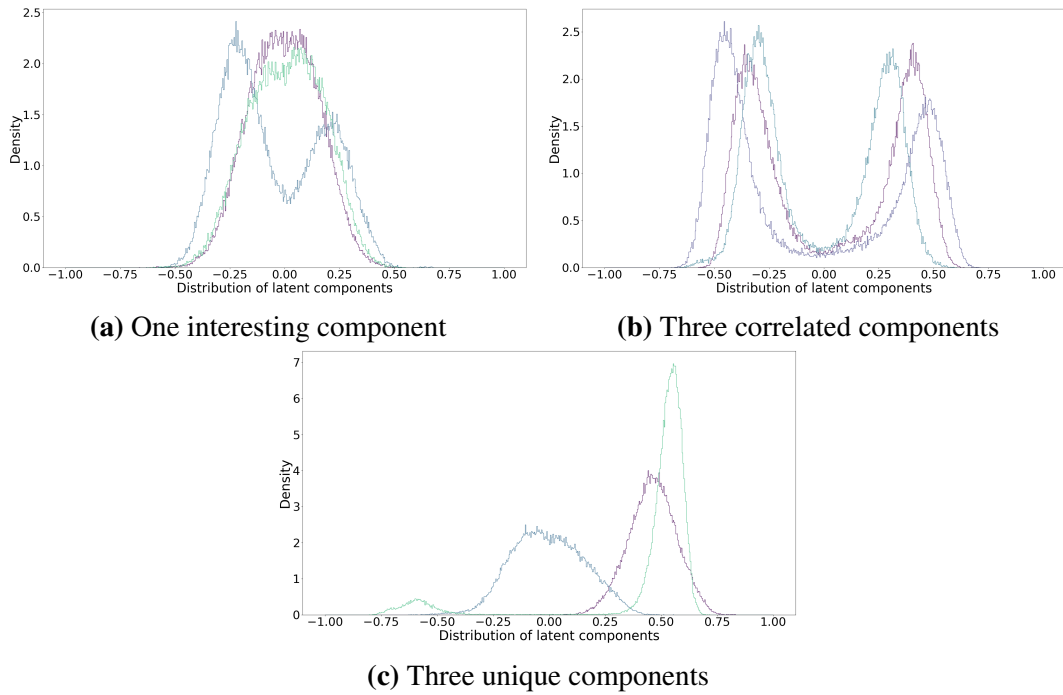 2.5
2.0
1.5
1.0
0.5
0.0
Density
−1.00 −0.75 −0.50 −0.25 0.00 0.25 0.50 0.75 1.00
Distribution of latent components
(a) One interesting component
2.5
2.0
1.5
1.0
0.5
0.0
Density
−1.00 −0.75 −0.50 −0.25 0.00 0.25 0.50 0.75 1.00
Distribution of latent components
(b) Three correlated components
7
6
5
4
3
2
1
0
Density
−1.00 −0.75 −0.50 −0.25 0.00 0.25 0.50 0.75 1.00
Distribution of latent components
(c) Three unique components